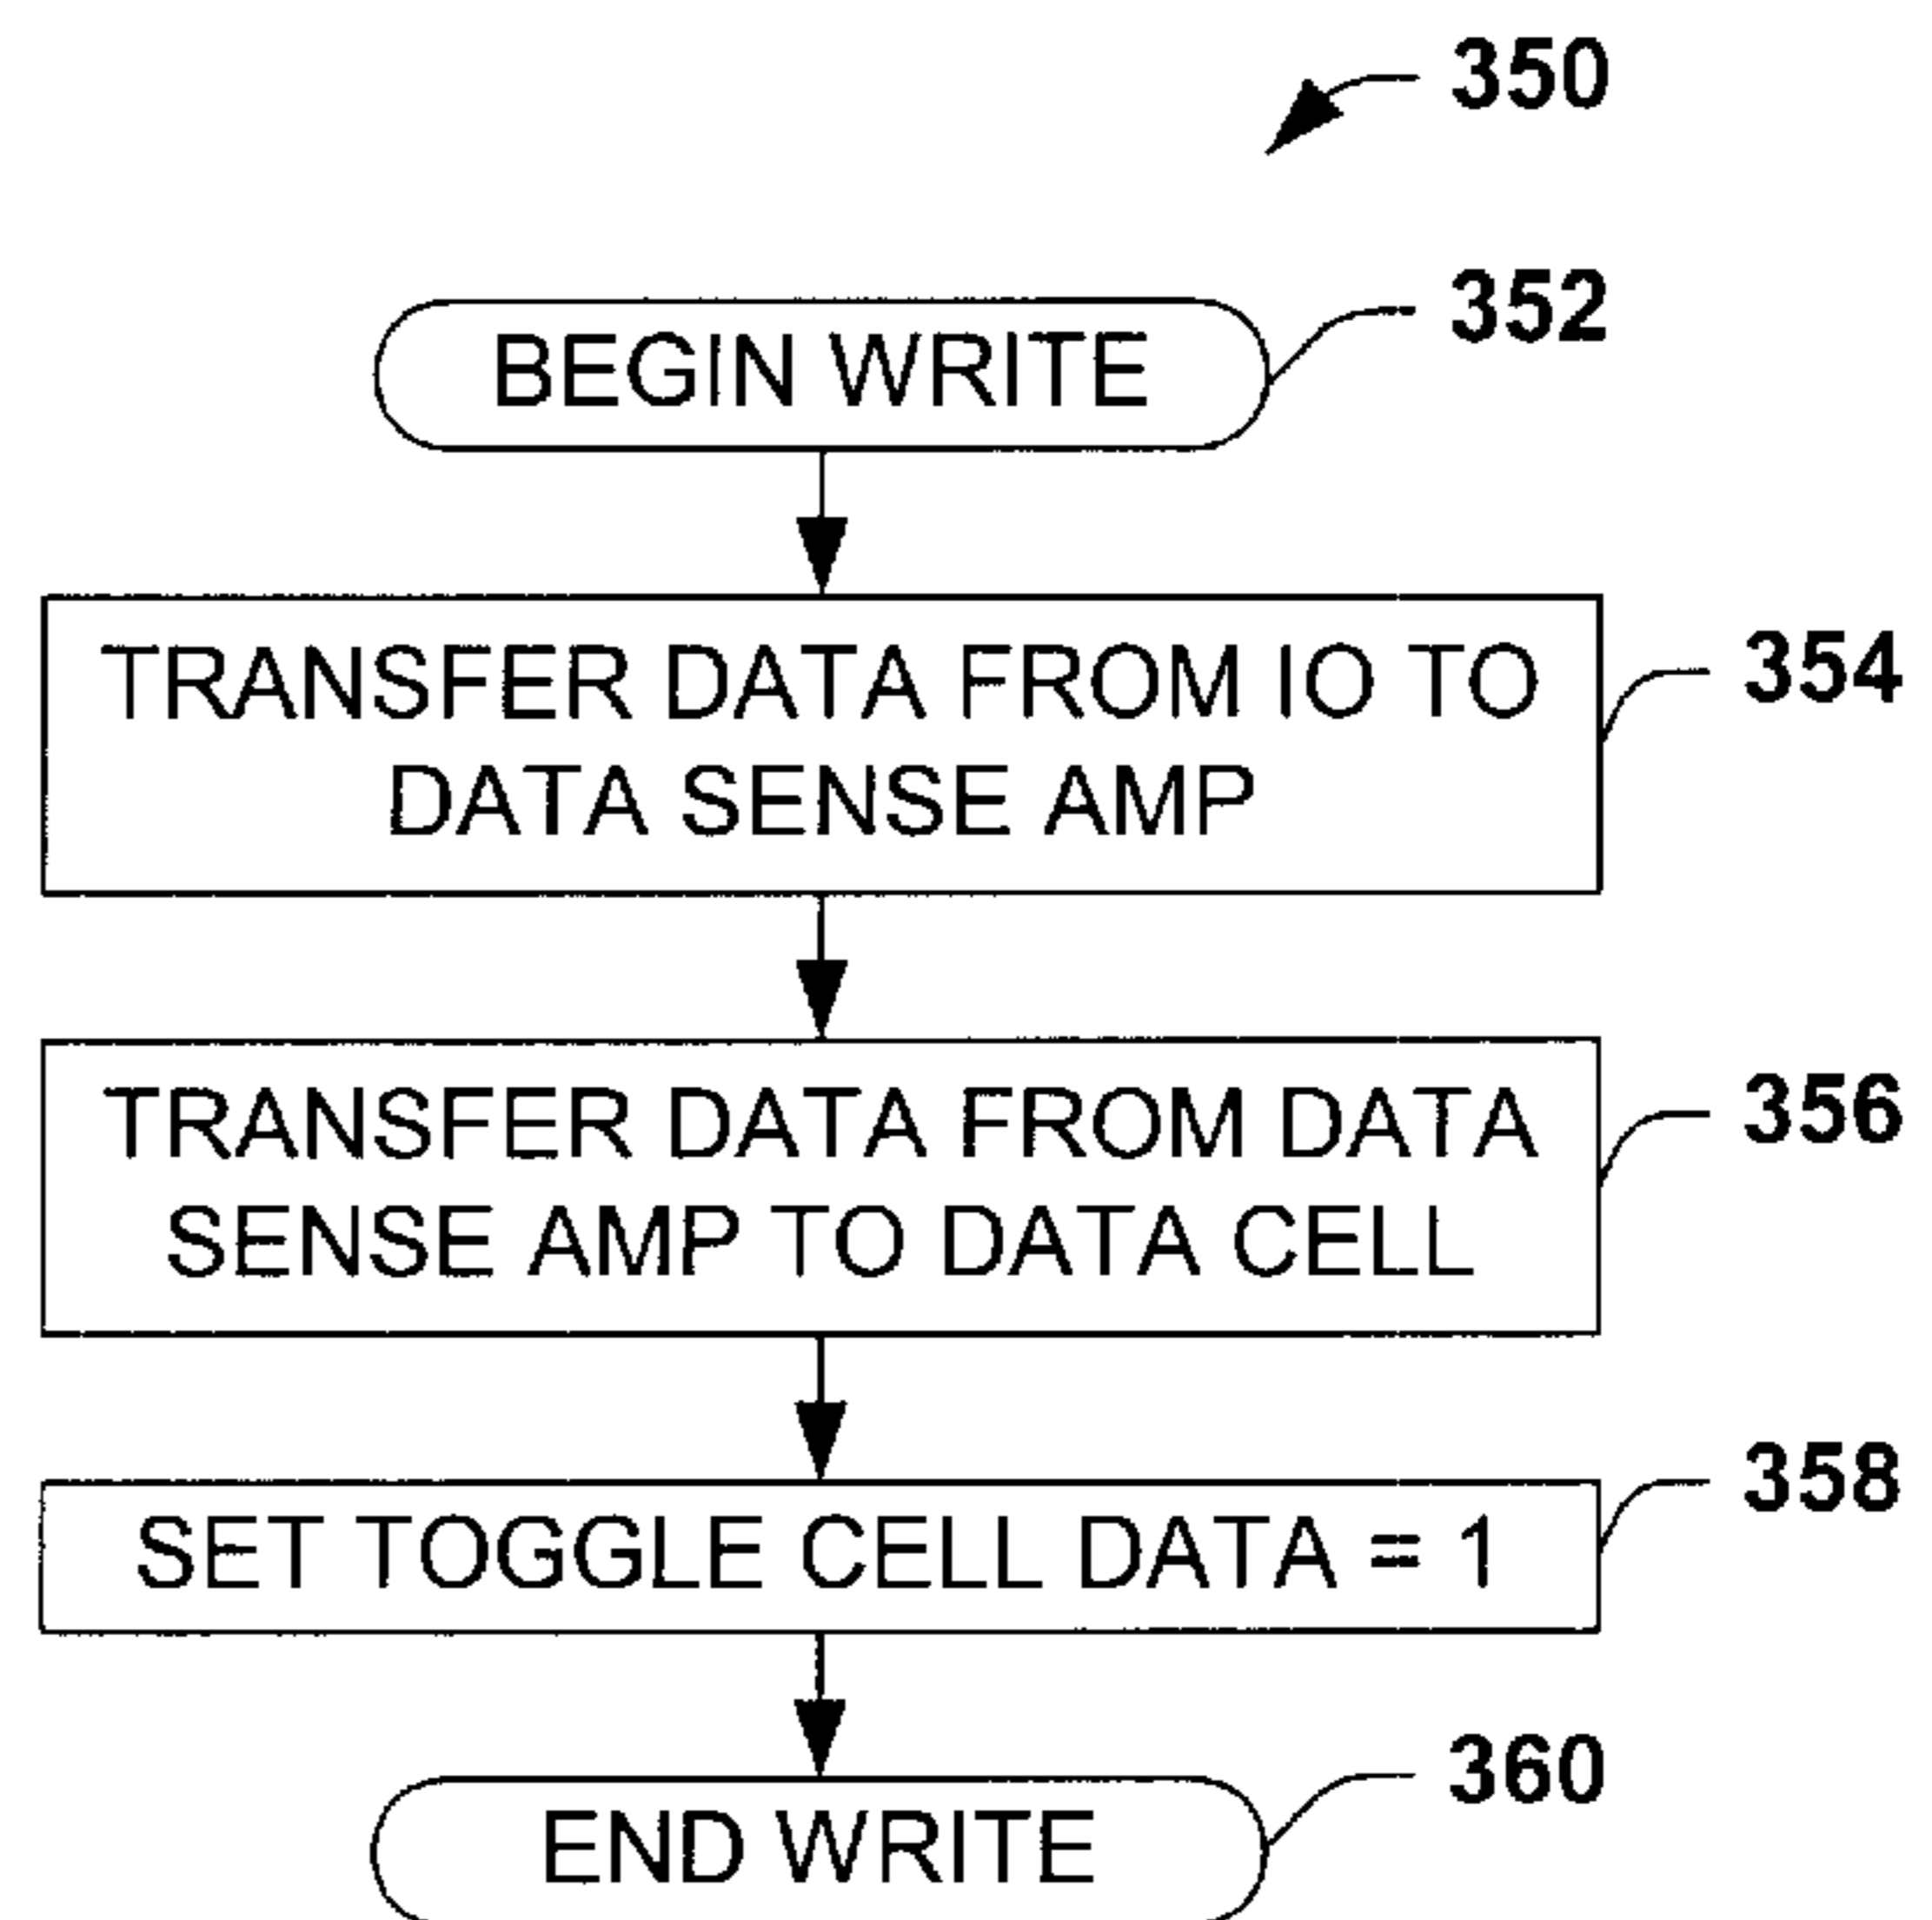 350
BEGIN WRITE
352
TRANSFER DATA FROM IO TO
DATA SENSE AMP
354
TRANSFER DATA FROM DATA
SENSE AMP TO DATA CELL
356
SET TOGGLE CELL DATA = 1
358
END WRITE
360